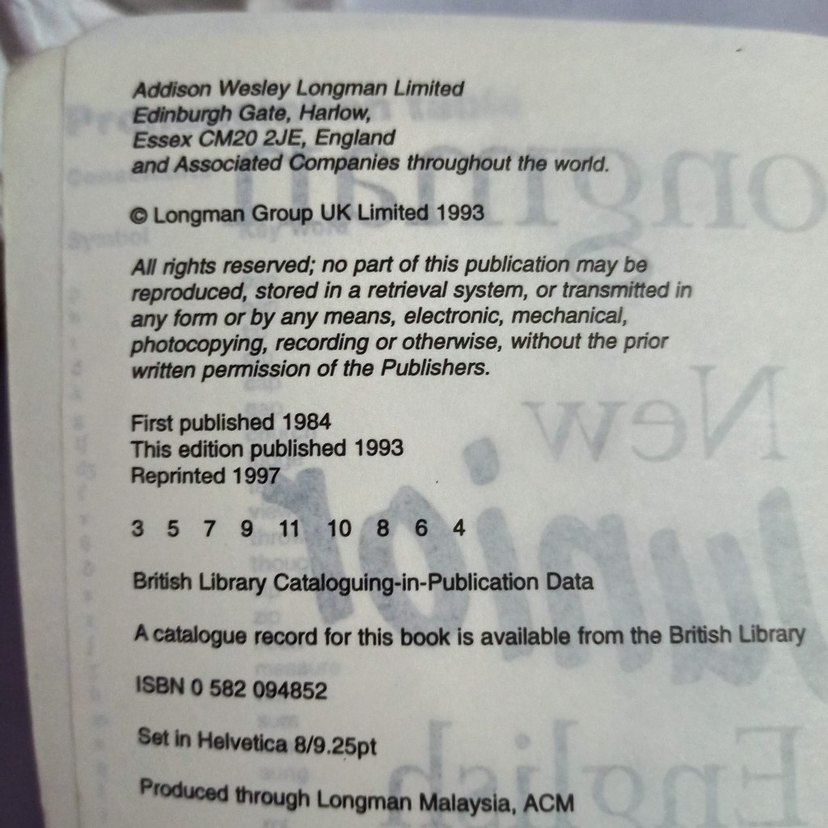 Addison Wesley Longman Limited
Edinburgh Gate, Harlow,
Essex CM20 2JE, England
and Associated Companies throughout the world.
© Longman Group UK Limited 1993
All rights reserved; no part of this publication may be
reproduced, stored in a retrieval system, or transmitted in
any form or by any means, electronic, mechanical,
photocopying, recording or otherwise, without the prior
written permission of the Publishers.
First published 1984
This edition published 1993
Reprinted 1997
3 5 7 9 11 10 8 6 4
British Library Cataloguing-in-Publication Data
A catalogue record for this book is available from the British Library
ISBN 0 582 094852
Set in Helvetica 8/9.25pt
Produced through Longman Malaysia, ACM